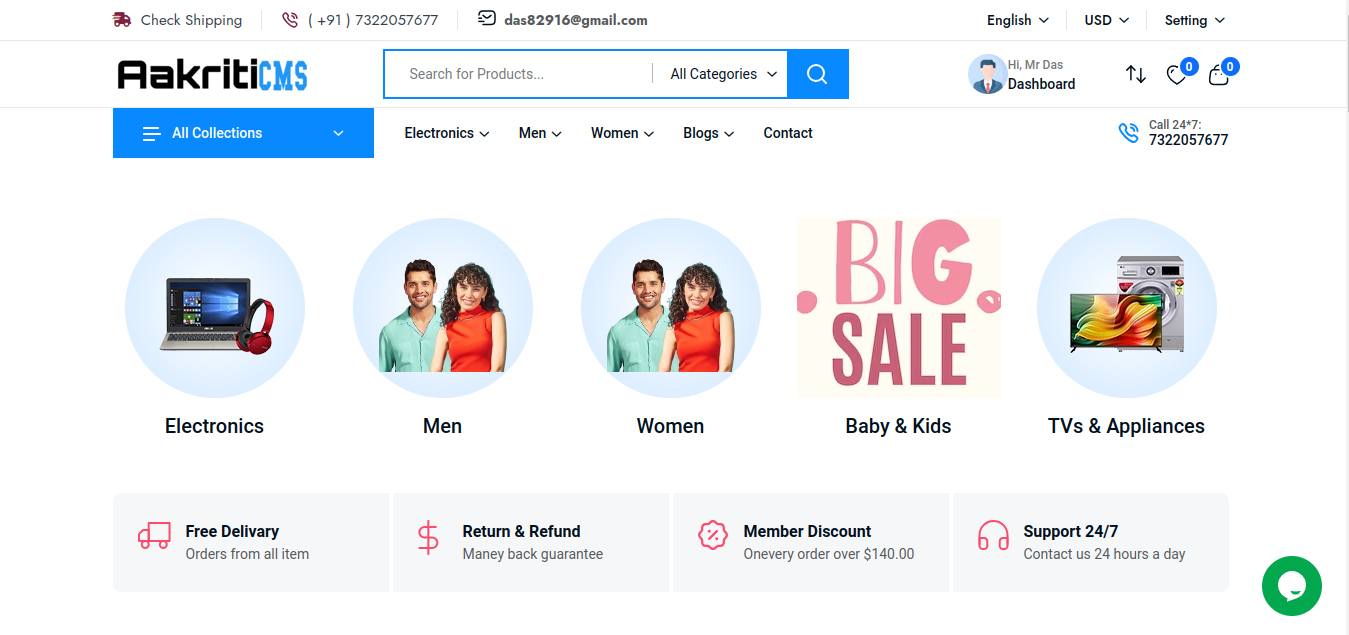 Check Shipping
( +91 ) 7322057677
das82916@gmail.com
English
USD
Setting
AakritiCMS
Search for Products...
All Categories
Hi, Mr Das
Dashboard
0
0
All Collections
Electronics
Men
Women
Blogs
Contact
Call 24*7:
7322057677
BIG
SALE
Electronics
Men
Women
Baby & Kids
TVs & Appliances
Free Delivary
Orders from all item
Return & Refund
Maney back guarantee
Member Discount
Onevery order over $140.00
Support 24/7
Contact us 24 hours a day